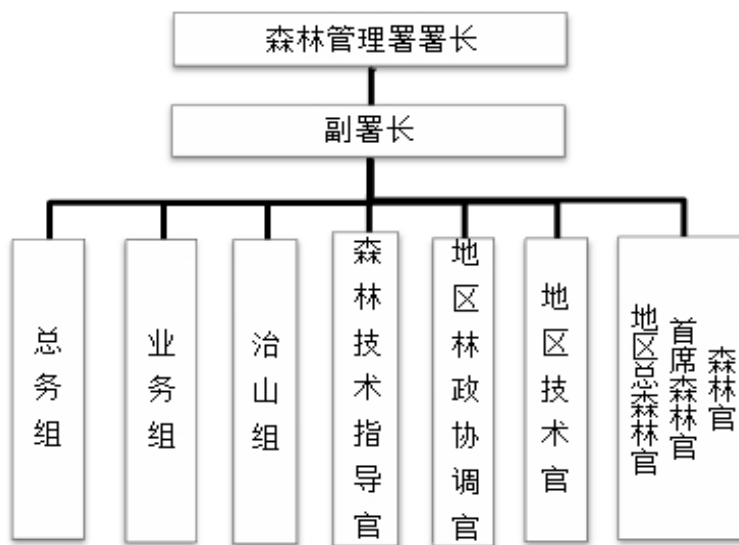 森林管理署署长
副署长
总务组
业务组
治山组
森林技术指导官
地区林政协调官
地区技术官
地区总森林官
首席森林官
森林官